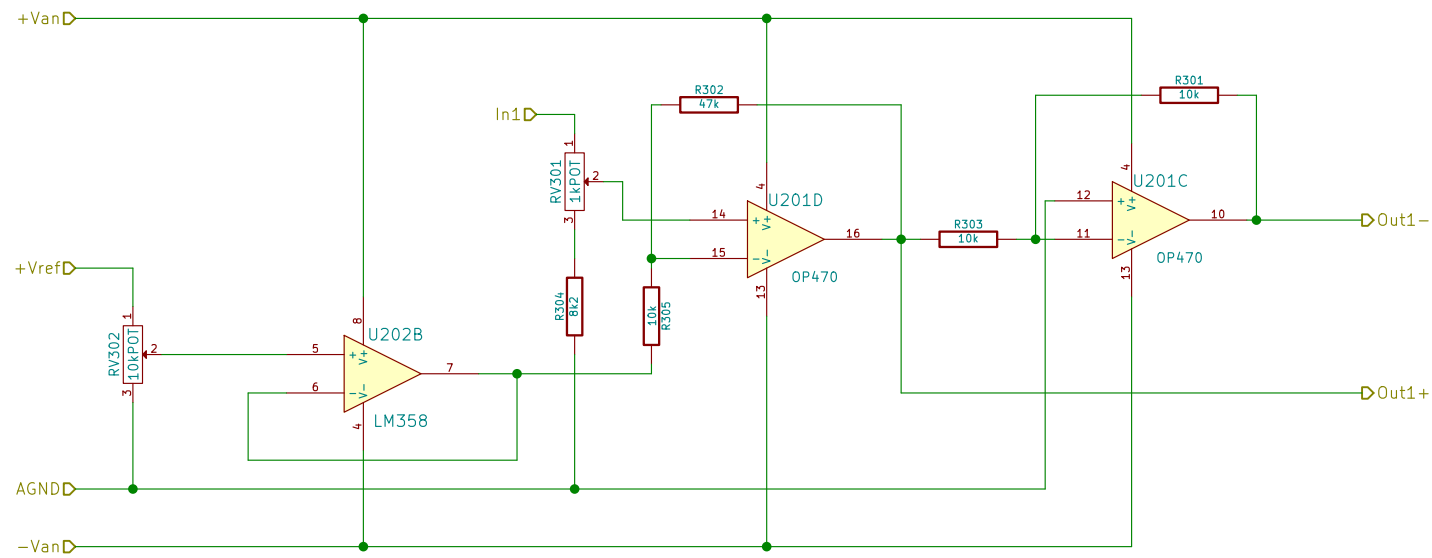 +Van
R301
10k
R302
47k
In1
1
RV301
1kPOT
2
3
4
U201D
14
+
V+
15
-
V-
16
13
OP470
4
U201C
12
+
V+
11
-
V-
10
13
OP470
Out1-
R303
10k
+Vref
1
RV302
10kPOT
2
3
8
U202B
5
+
V+
6
-
V-
7
4
LM358
R304
8k2
10k
R305
Out1+
AGND
-Van